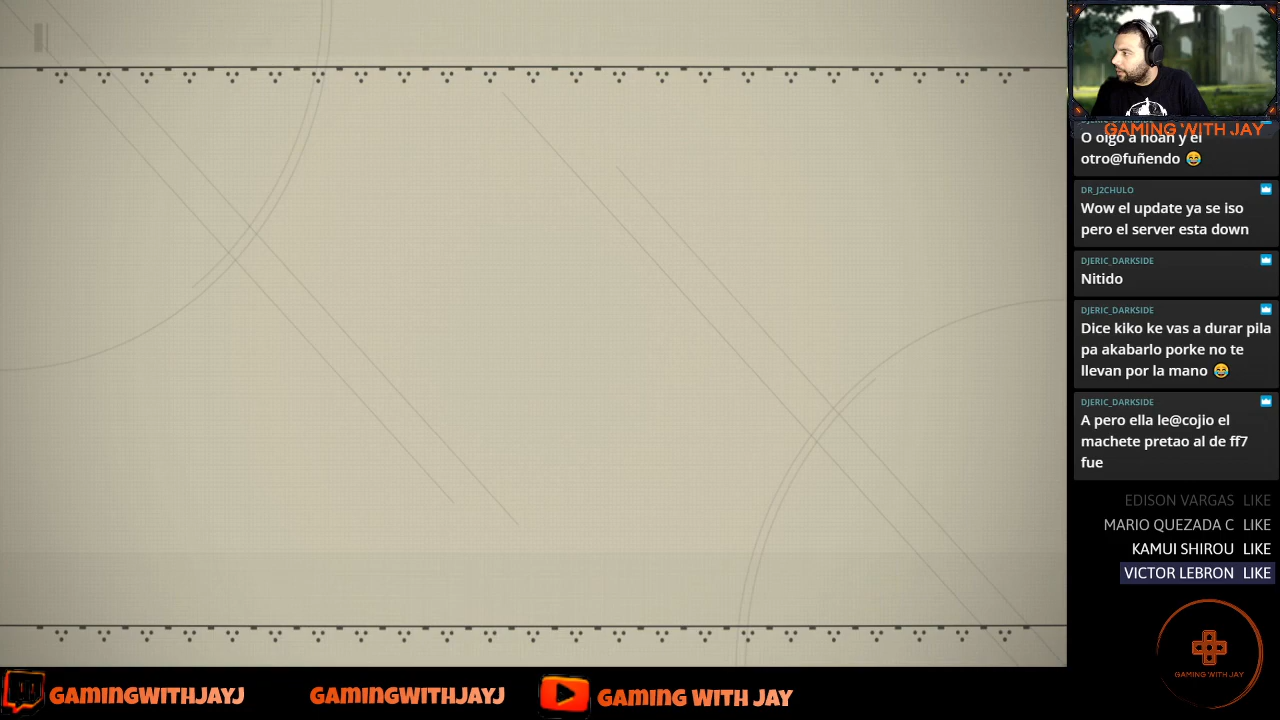 GAMING WITH JAY
O oigo a noah y el
otro@fuñendo 😂
DR_J2CHULO
Wow el update ya se iso
pero el server esta down
DJERIC_DARKSIDE
Nitido
DJERIC_DARKSIDE
Dice kiko ke vas a durar pila
pa akabarlo porke no te
llevan por la mano 😂
DJERIC_DARKSIDE
A pero ella le@cojio el
machete pretao al de ff7
fue
EDISON VARGAS LIKE
MARIO QUEZADA C LIKE
KAMUI SHIROU LIKE
VICTOR LEBRON LIKE
GAMING WITH JAY
GAMINGWITHJAYJ
GAMINGWITHJAYJ
GAMING WITH JAY